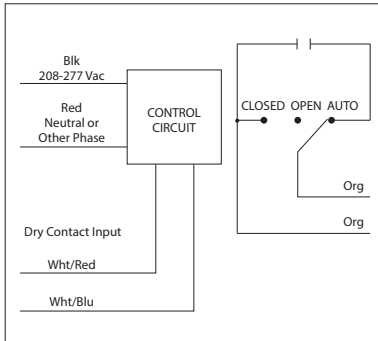 Blk
208-277 Vac
Red
Neutral or
Other Phase
CONTROL
CIRCUIT
CLOSED OPEN AUTO
Org
Org
Dry Contact Input
Wht/Red
Wht/Blu